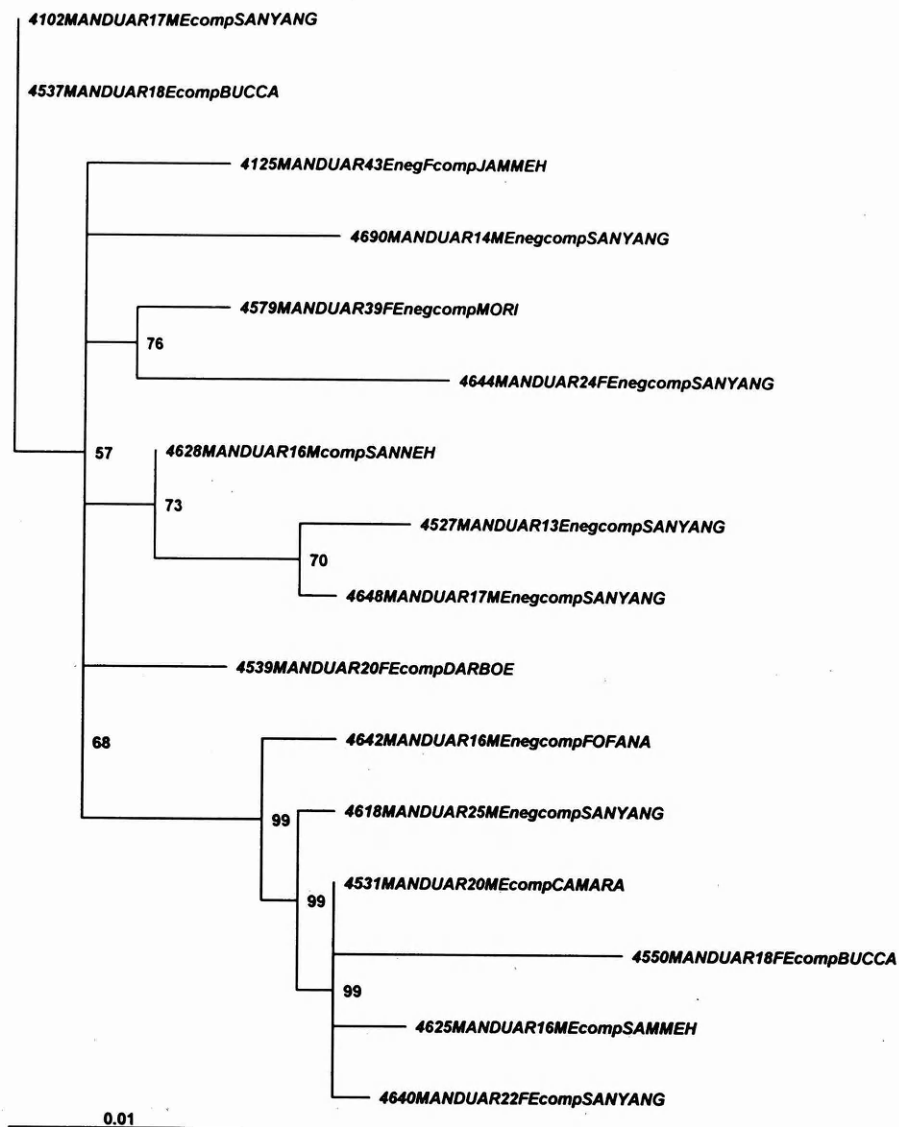 4102MANDUAR17MEcompSANYANG
4537MANDUAR18EcompBUCCA
4125MANDUAR43EnegFcompJAMMEH
4690MANDUAR14MEnegcompSANYANG
4579MANDUAR39FEnegcompMORI
76
4644MANDUAR24FEnegcompSANYANG
57
4628MANDUAR16McompSANNEH
73
4527MANDUAR13EnegcompSANYANG
70
4648MANDUAR17MEnegcompSANYANG
4539MANDUAR20FEcompDARBOE
68
4642MANDUAR16MEnegcompFOFANA
99
4618MANDUAR25MEnegcompSANYANG
4531MANDUAR20MEcompCAMARA
99
4550MANDUAR18FEcompBUCCA
99
4625MANDUAR16MEcompSAMMEH
4640MANDUAR22FEcompSANYANG
0.01